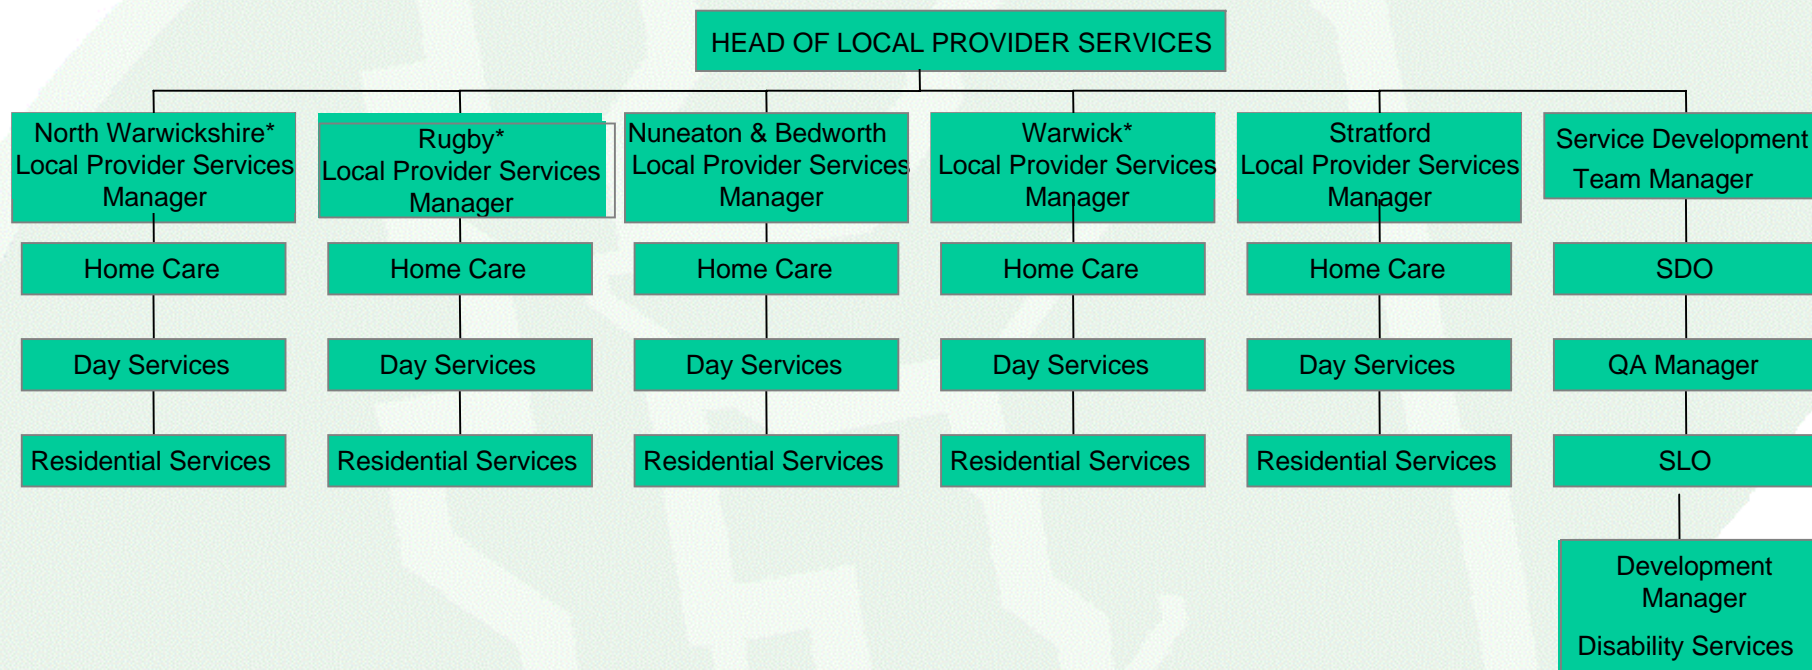 HEAD OF LOCAL PROVIDER SERVICES
North Warwickshire*
Local Provider Services
Manager
Rugby*
Local Provider Services
Manager
Nuneaton & Bedworth
Local Provider Services
Manager
Warwick*
Local Provider Services
Manager
Stratford
Local Provider Services
Manager
Service Development
Team Manager
Home Care
Home Care
Home Care
Home Care
Home Care
SDO
Day Services
Day Services
Day Services
Day Services
Day Services
QA Manager
Residential Services
Residential Services
Residential Services
Residential Services
Residential Services
SLO
Development
Manager
Disability Services